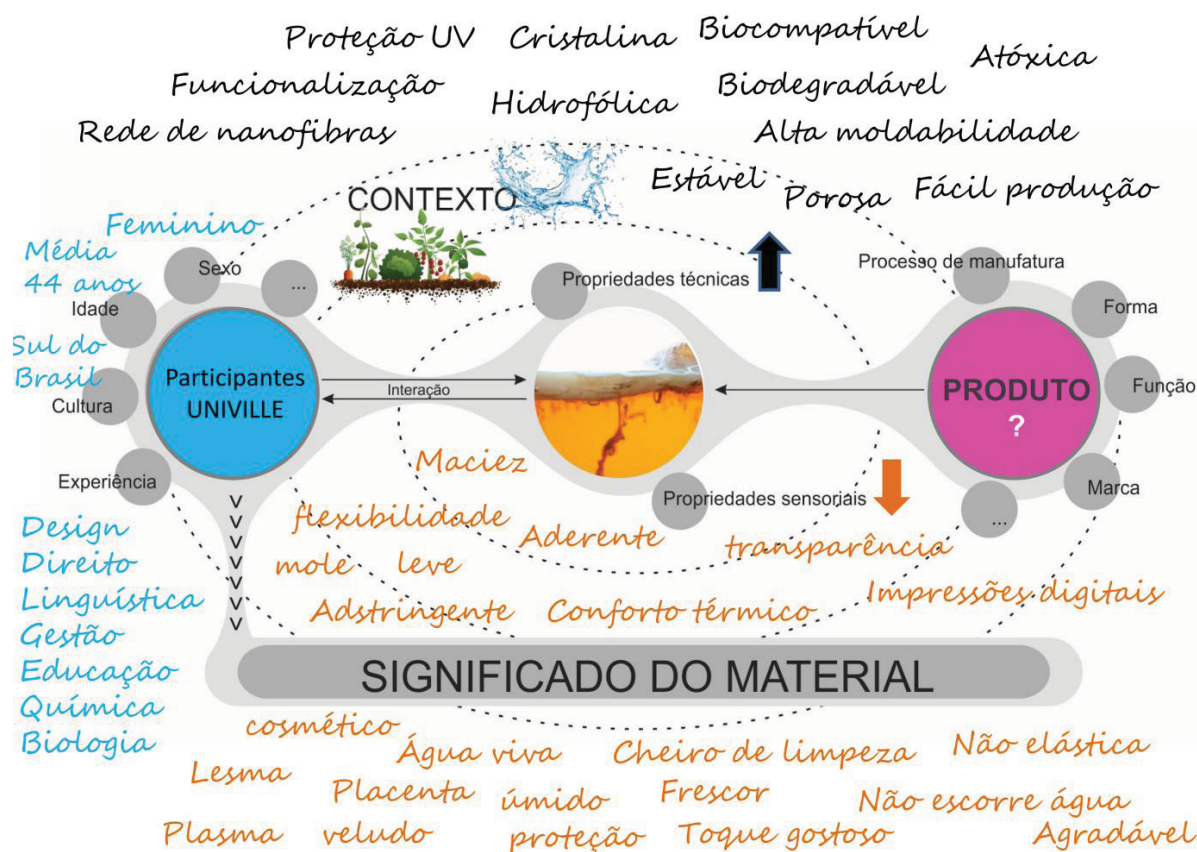 Proteção UV
Cristalina
Biocompatível
Atóxica
Funcionalização
Hidrofólica
Biodegradável
Rede de nanofibras
Alta moldabilidade
Estável
Porosa
Fácil produção
CONTEXTO
Feminino
Média
44 anos
Sexo
...
Idade
Sul do
Brasil
Cultura
Experiência
Participantes
UNIVILLE
Interação
Propriedades técnicas
Processo de manufatura
Forma
Função
Marca
...
PRODUTO
?
Propriedades sensoriais
Maciez
flexibilidade
Aderente
transparência
mole
leve
Adstringente
Conforto térmico
Impressões digitais
Design
Direito
Linguística
Gestão
Educação
Química
Biologia
SIGNIFICADO DO MATERIAL
cosmético
Água viva
Cheiro de limpeza
Não elástica
Lesma
Placenta
úmido
Frescor
Não escorre água
Plasma
veludo
proteção
Toque gostoso
Agradável